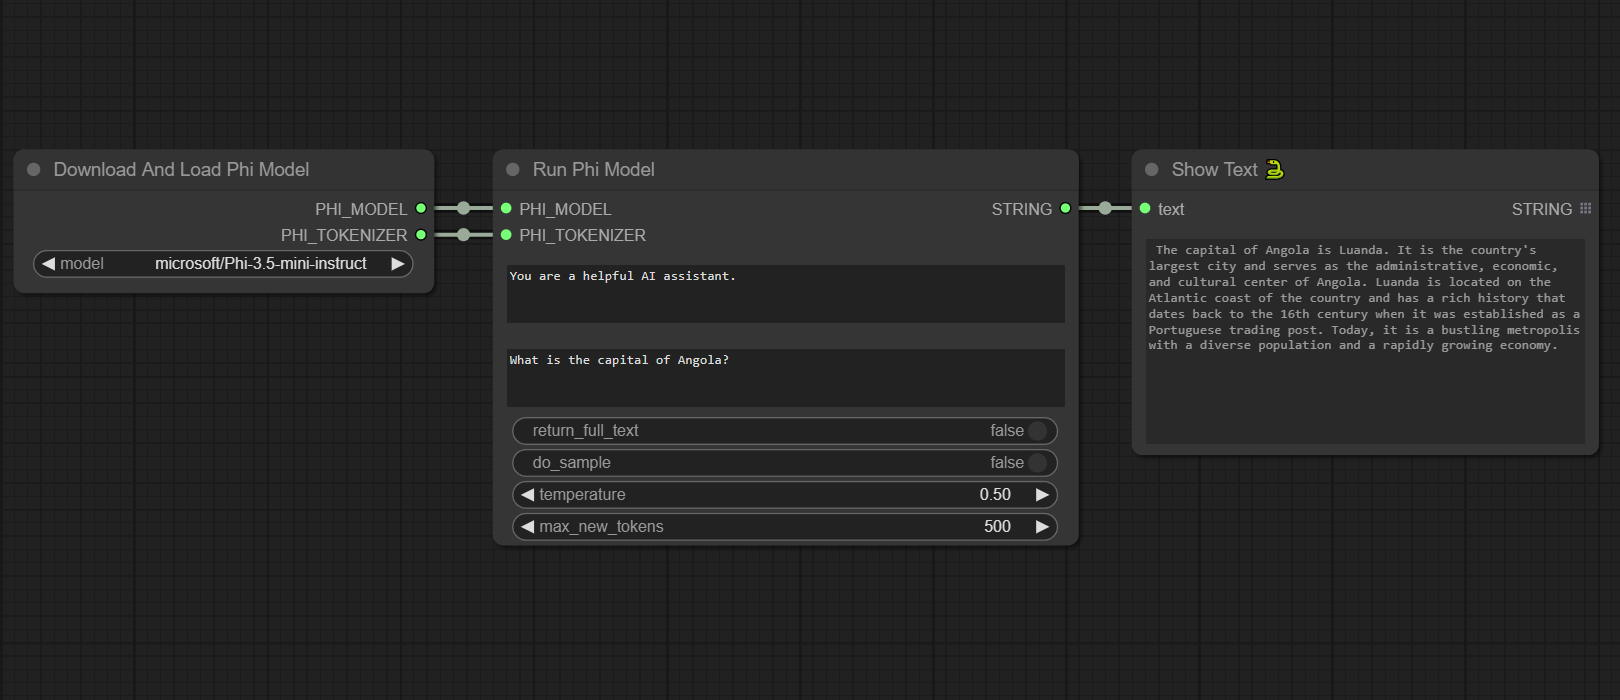 Download And Load Phi Model
PHI_MODEL
PHI_TOKENIZER
model microsoft/Phi-3.5-mini-instruct
Run Phi Model
PHI_MODEL STRING
PHI_TOKENIZER
You are a helpful AI assistant.
What is the capital of Angola?
return_full_text false
do_sample false
temperature 0.50
max_new_tokens 500
Show Text
text STRING
The capital of Angola is Luanda. It is the country's
largest city and serves as the administrative, economic,
and cultural center of Angola. Luanda is located on the
Atlantic coast of the country and has a rich history that
dates back to the 16th century when it was established as a
Portuguese trading post. Today, it is a bustling metropolis
with a diverse population and a rapidly growing economy.